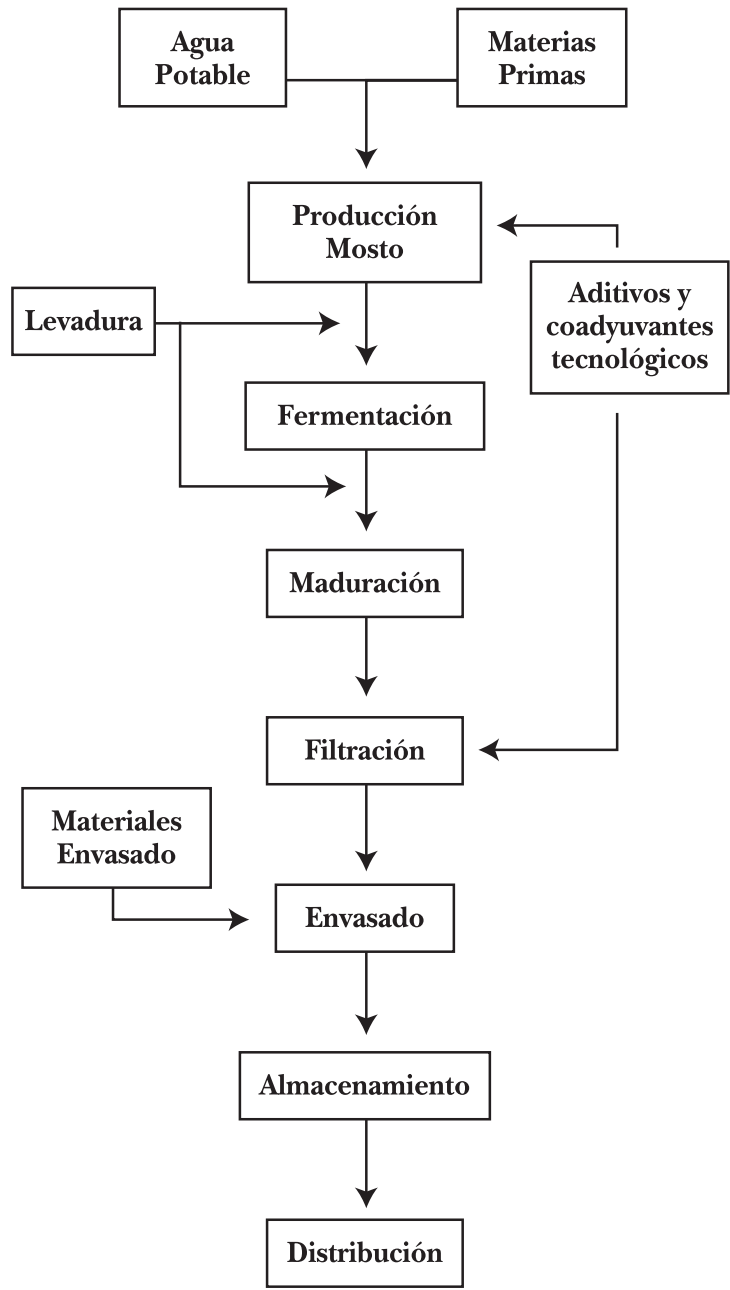 Agua
Potable
Materias
Primas
Producción
Mosto
Levadura
Aditivos y
coadyuvantes
tecnológicos
Fermentación
Maduración
Filtración
Materiales
Envasado
Envasado
Almacenamiento
Distribución